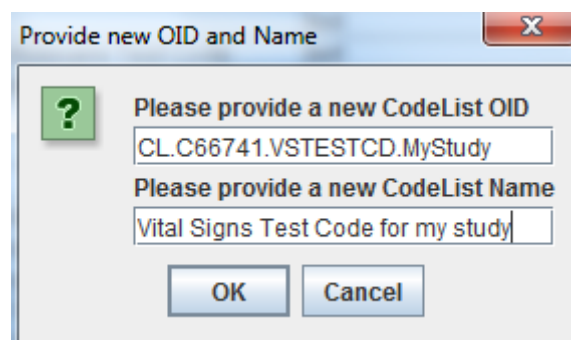 Provide new OID and Name
Please provide a new CodeList OID
CL.C66741.VSTESTCD.MyStudy
Please provide a new CodeList Name
Vital Signs Test Code for my study
OK Cancel